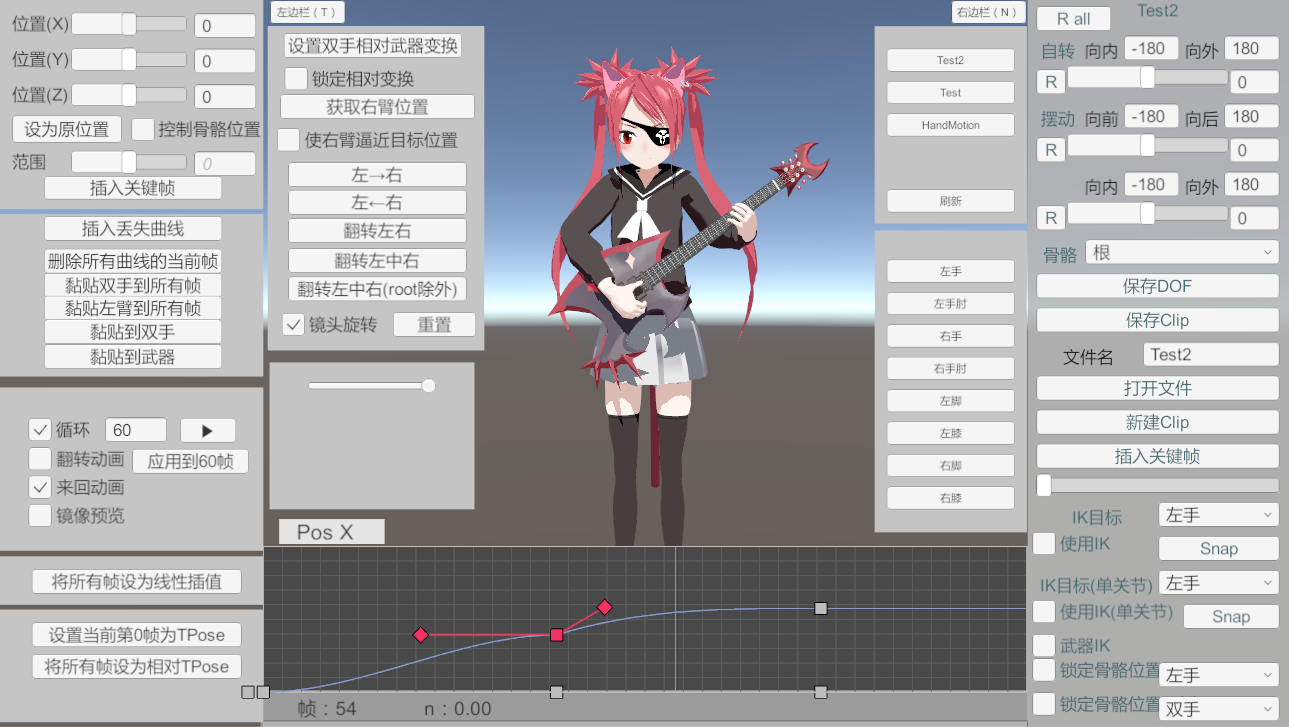 位置(X)
0
位置(Y)
0
位置(Z)
0
设为原位置
控制骨骼位置
范围
0
插入关键帧
插入丢失曲线
删除所有曲线的当前帧
黏贴双手到所有帧
黏贴左臂到所有帧
黏贴到双手
黏贴到武器
循环
60
翻转动画
应用到60帧
来回动画
镜像预览
将所有帧设为线性插值
设置当前第0帧为TPose
将所有帧设为相对TPose
左边栏 ( T )
设置双手相对武器变换
锁定相对变换
获取右臂位置
使右臂逼近目标位置
左→右
左←右
翻转左右
翻转左中右
翻转左中右(root除外)
镜头旋转
重置
Pos X
帧 : 54
n : 0.00
右边栏 ( N )
Test2
Test
HandMotion
刷新
左手
左手肘
右手
右手肘
左脚
左膝
右脚
右膝
R all
Test2
自转 向内 -180 向外 180
R 0
摆动 向前 -180 向后 180
R 0
向内 -180 向外 180
R 0
骨骼 根
保存DOF
保存Clip
文件名 Test2
打开文件
新建Clip
插入关键帧
IK目标 左手
使用IK Snap
IK目标(单关节) 左手
使用IK(单关节) Snap
武器IK
锁定骨骼位置 左手
锁定骨骼位置 双手